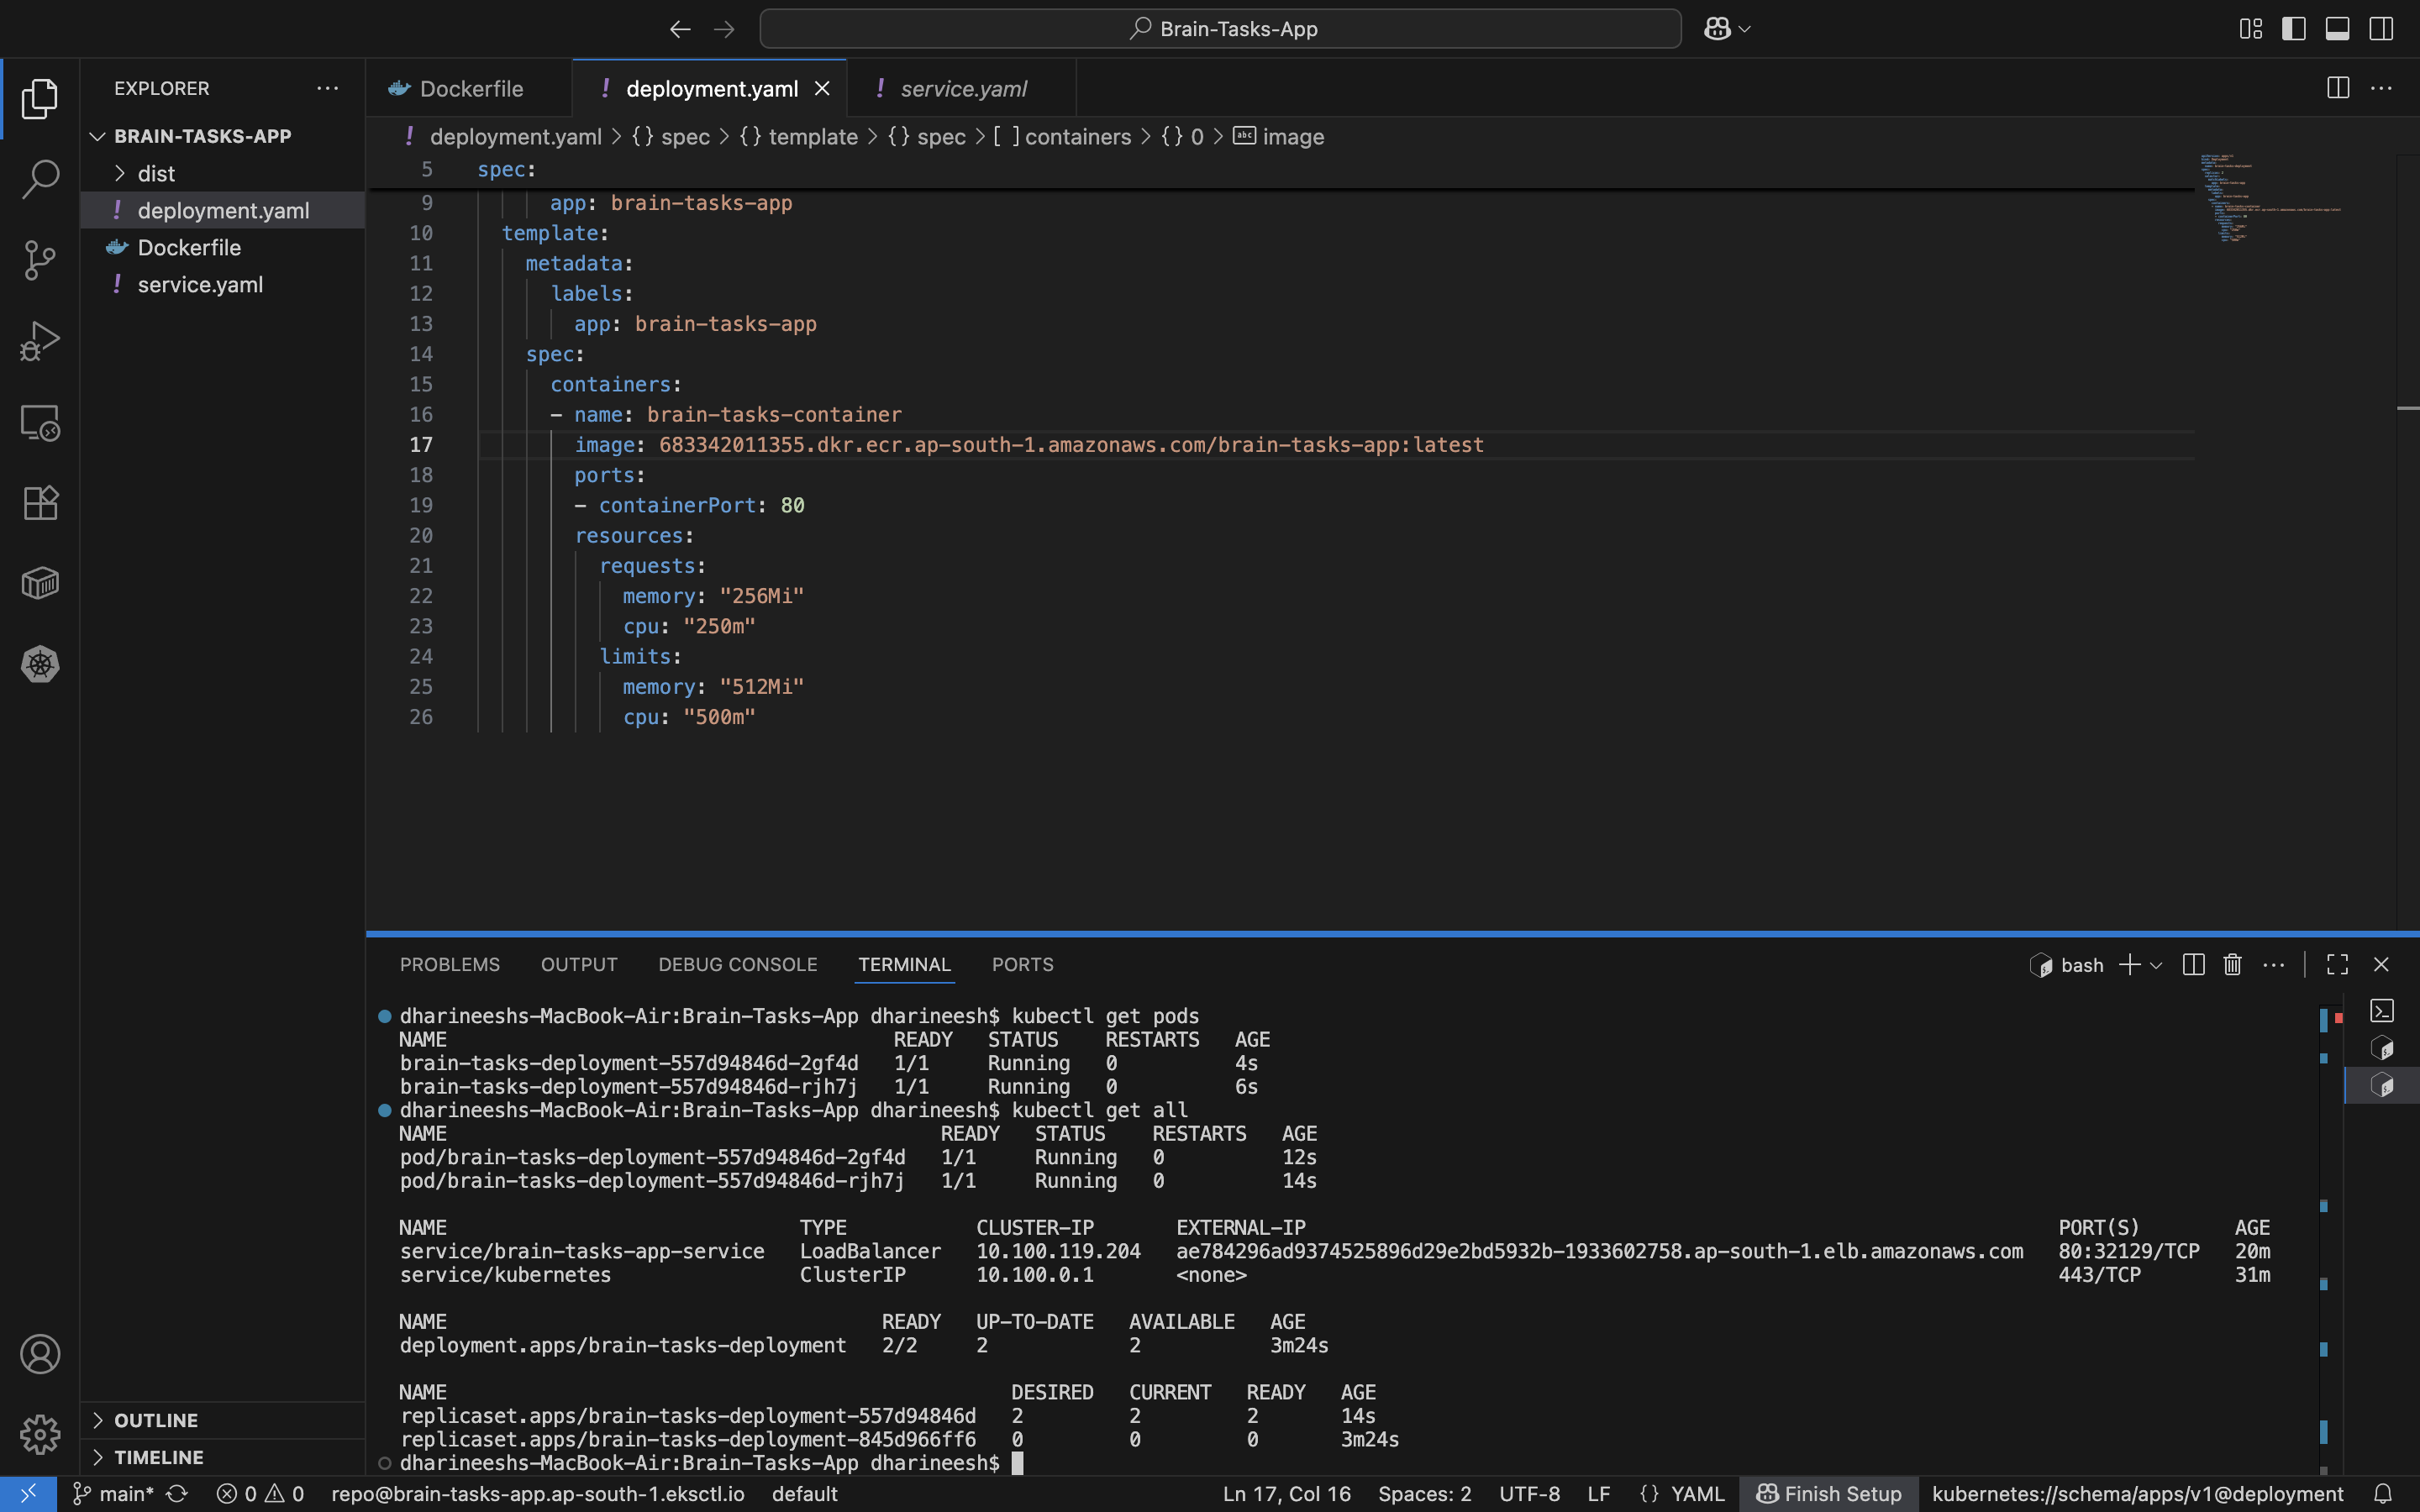 Brain-Tasks-App
EXPLORER
BRAIN-TASKS-APP
dist
deployment.yaml
Dockerfile
service.yaml
OUTLINE
TIMELINE
Dockerfile
deployment.yaml
service.yaml
deployment.yaml > {} spec > {} template > {} spec > [ ] containers > {} 0 > abc image
5 spec:
9 app: brain-tasks-app
10 template:
11 metadata:
12 labels:
13 app: brain-tasks-app
14 spec:
15 containers:
16 - name: brain-tasks-container
17 image: 683342011355.dkr.ecr.ap-south-1.amazonaws.com/brain-tasks-app:latest
18 ports:
19 - containerPort: 80
20 resources:
21 requests:
22 memory: "256Mi"
23 cpu: "250m"
24 limits:
25 memory: "512Mi"
26 cpu: "500m"
PROBLEMS OUTPUT DEBUG CONSOLE TERMINAL PORTS
bash
dharineeshs-MacBook-Air:Brain-Tasks-App dharineesh$ kubectl get pods
NAME READY STATUS RESTARTS AGE
brain-tasks-deployment-557d94846d-2gf4d 1/1 Running 0 4s
brain-tasks-deployment-557d94846d-rjh7j 1/1 Running 0 6s
dharineeshs-MacBook-Air:Brain-Tasks-App dharineesh$ kubectl get all
NAME READY STATUS RESTARTS AGE
pod/brain-tasks-deployment-557d94846d-2gf4d 1/1 Running 0 12s
pod/brain-tasks-deployment-557d94846d-rjh7j 1/1 Running 0 14s
NAME TYPE CLUSTER-IP EXTERNAL-IP PORT(S) AGE
service/brain-tasks-app-service LoadBalancer 10.100.119.204 ae784296ad9374525896d29e2bd5932b-1933602758.ap-south-1.elb.amazonaws.com 80:32129/TCP 20m
service/kubernetes ClusterIP 10.100.0.1 <none> 443/TCP 31m
NAME READY UP-TO-DATE AVAILABLE AGE
deployment.apps/brain-tasks-deployment 2/2 2 2 3m24s
NAME DESIRED CURRENT READY AGE
replicaset.apps/brain-tasks-deployment-557d94846d 2 2 2 14s
replicaset.apps/brain-tasks-deployment-845d966ff6 0 0 0 3m24s
dharineeshs-MacBook-Air:Brain-Tasks-App dharineesh$
main* 0 0 repo@brain-tasks-app.ap-south-1.eksctl.io default Ln 17, Col 16 Spaces: 2 UTF-8 LF {} YAML Finish Setup kubernetes://schema/apps/v1@deployment